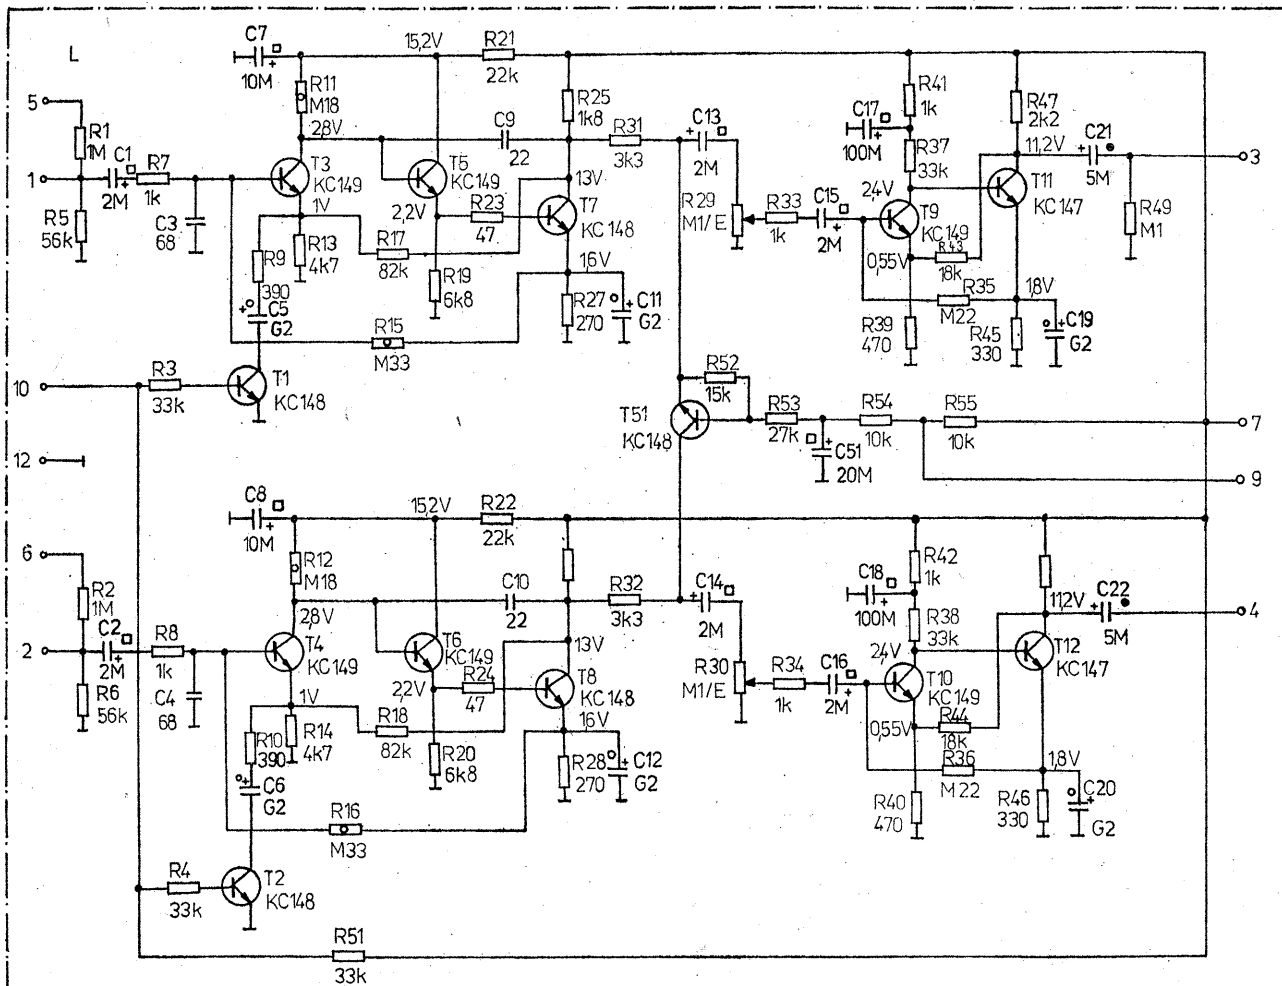 L
C7
10M
15,2V
R21
22k
R11
M18
2,8V
C9
22
R25
1k8
R31
3k3
C13
2M
C17
100M
R41
1k
R37
33k
R47
2k2
11,2V
C21
5M
3
5
R1
1M
1
C1
2M
R7
1k
R5
56k
C3
68
T3
KC149
1V
T5
KC149
2,2V
R23
47
13V
T7
KC148
R29
M1/E
R33
1k
C15
2M
2,4V
T9
KC149
0,55V
R43
18k
T11
KC147
R49
M1
R9
390
R13
4k7
R17
82k
R19
6k8
1,6V
R27
270
C11
G2
R35
M22
1,8V
R39
470
R45
330
C19
G2
C5
G2
R15
M33
10
R3
33k
T1
KC148
R52
15k
T51
KC148
R53
27k
C51
20M
R54
10k
R55
10k
7
9
12
C8
10M
15,2V
R22
22k
R12
M18
2,8V
C10
22
R32
3k3
C14
2M
C18
100M
R42
1k
R38
33k
11,2V
C22
5M
4
6
R2
1M
2
C2
2M
R8
1k
R6
56k
C4
68
T4
KC149
1V
T6
KC149
2,2V
R24
47
13V
T8
KC148
R30
M1/E
R34
1k
C16
2M
2,4V
T10
KC149
0,55V
R44
18k
T12
KC147
R10
390
R14
4k7
R18
82k
R20
6k8
16V
R28
270
C12
G2
R36
M22
1,8V
R40
470
R46
330
C20
G2
C6
G2
R16
M33
R4
33k
T2
KC148
R51
33k